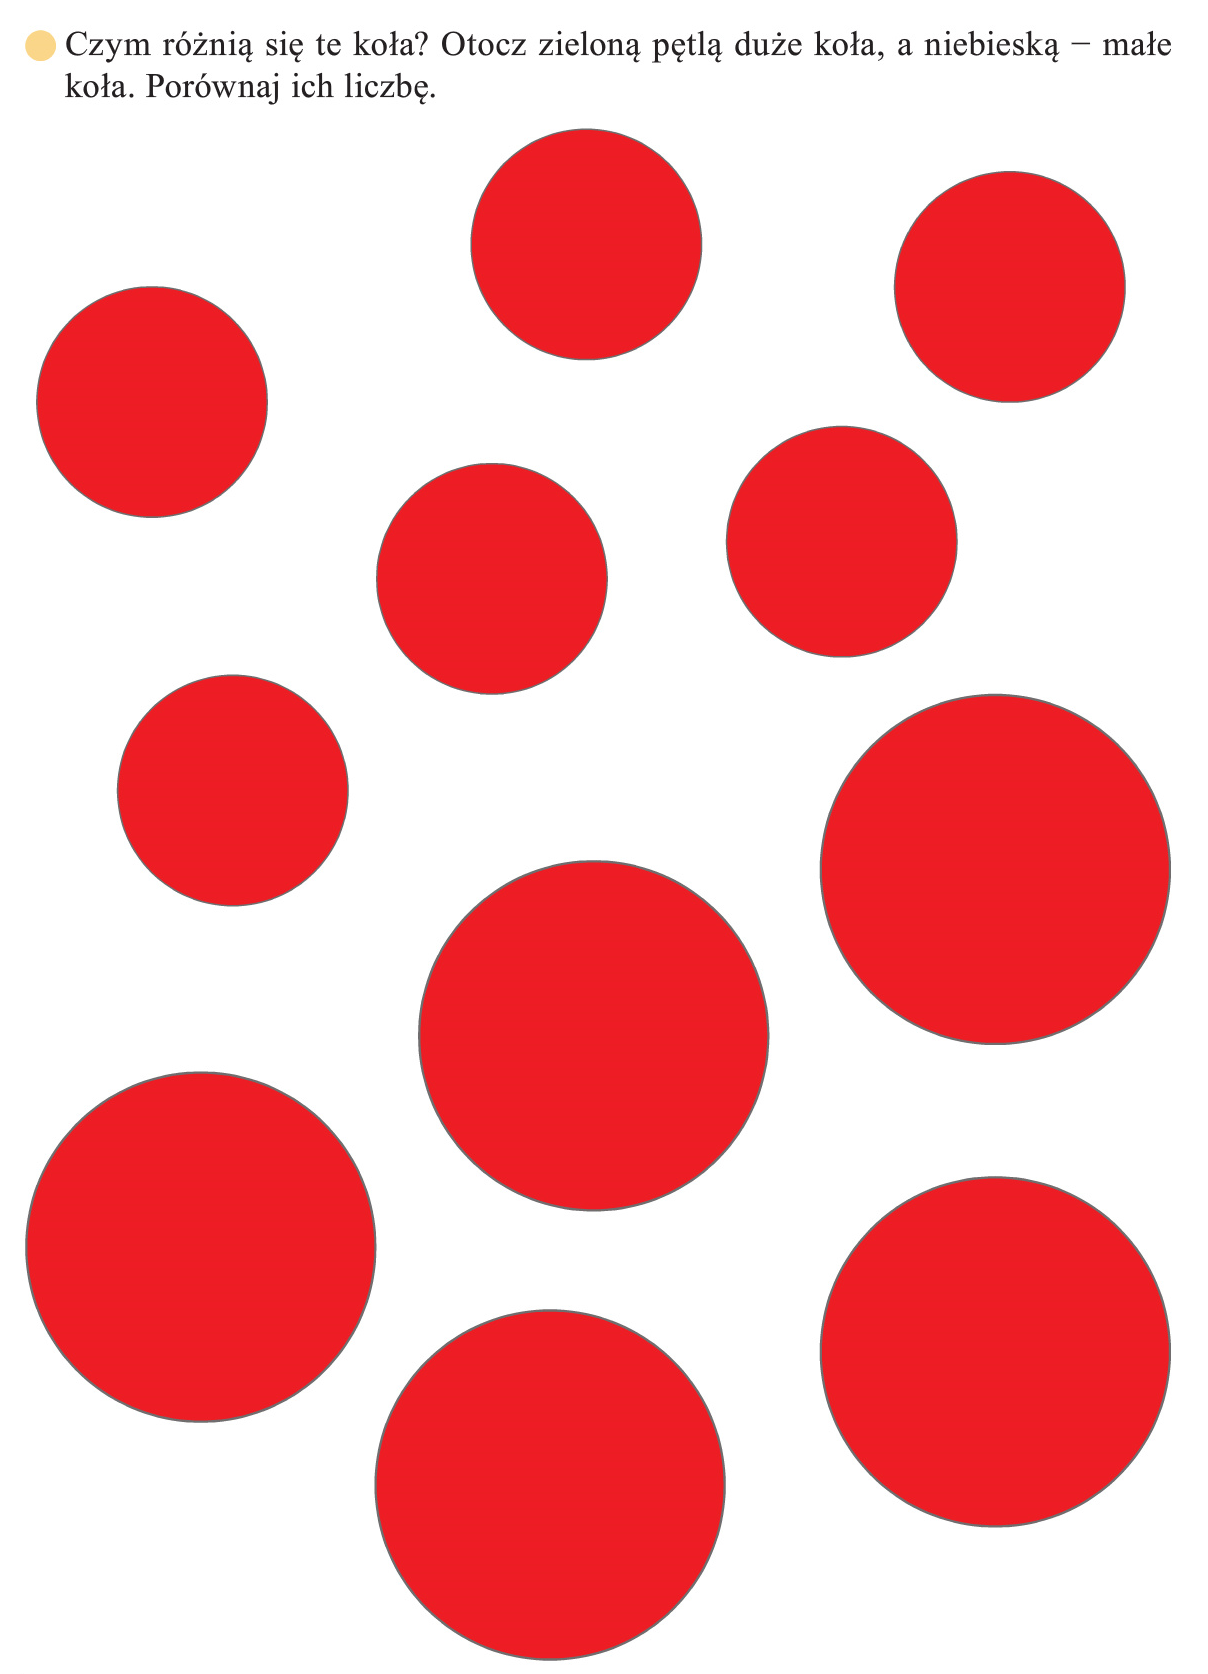 Czym różnią się te koła? Otocz zieloną pętlą duże koła, a niebieską – małe
koła. Porównaj ich liczbę.